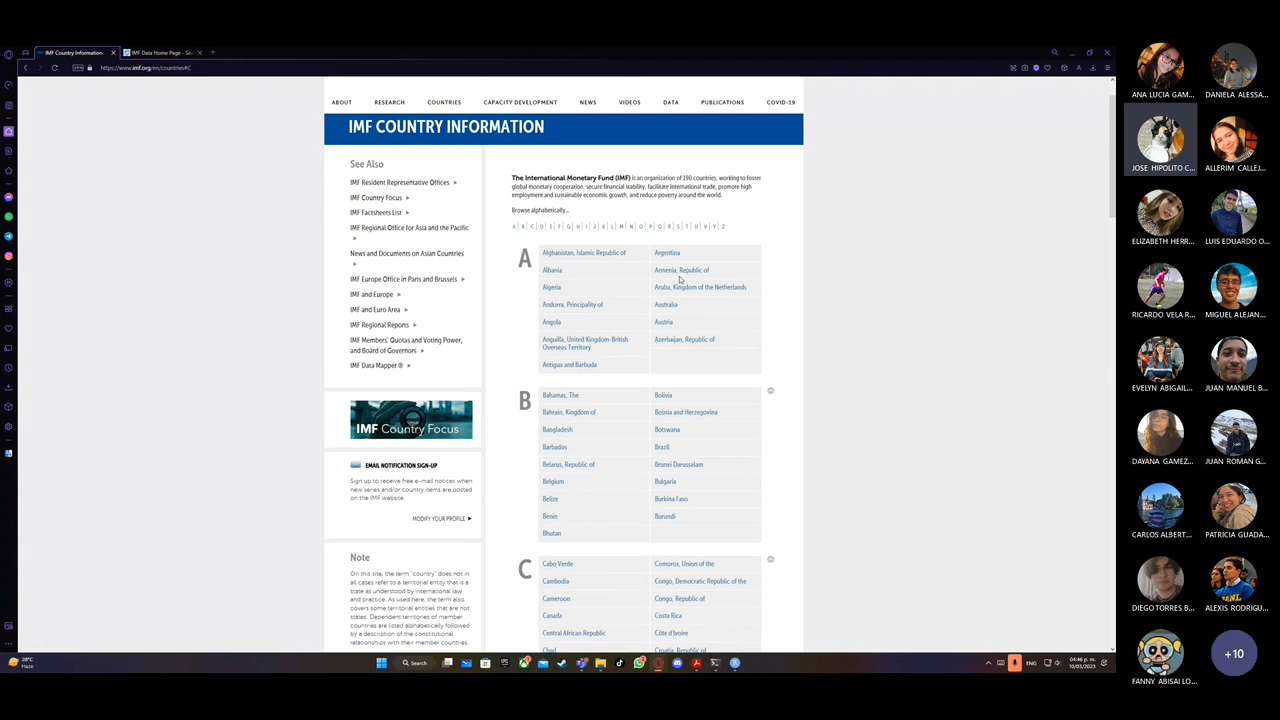 IMF Country Information
IMF Data Home Page - Se
https://www.imf.org/en/countries#C
ABOUT RESEARCH COUNTRIES CAPACITY DEVELOPMENT NEWS VIDEOS DATA PUBLICATIONS COVID-19
IMF COUNTRY INFORMATION
See Also
IMF Resident Representative Offices
IMF Country Focus
IMF Factsheets List
IMF Regional Office for Asia and the Pacific
News and Documents on Asian Countries
IMF Europe Office in Paris and Brussels
IMF and Europe
IMF and Euro Area
IMF Regional Reports
IMF Members' Quotas and Voting Power,
and Board of Governors
IMF Data Mapper ®
IMF Country Focus
EMAIL NOTIFICATION SIGN-UP
Sign up to receive free e-mail notices when
new series and/or country items are posted
on the IMF website.
MODIFY YOUR PROFILE
Note
On this site, the term "country" does not in
all cases refer to a territorial entity that is a
state as understood by international law
and practice. As used here, the term also
covers some territorial entities that are not
states. Dependent territories of member
countries are listed alphabetically followed
by a description of the constitutional
relationships with their member countries.
The International Monetary Fund (IMF) is an organization of 190 countries, working to foster
global monetary cooperation, secure financial stability, facilitate international trade, promote high
employment and sustainable economic growth, and reduce poverty around the world.
Browse alphabetically...
A | B | C | D | E | F | G | H | I | J | K | L | M | N | O | P | Q | R | S | T | U | V | Y | Z
A
Afghanistan, Islamic Republic of
Argentina
Albania
Armenia, Republic of
Algeria
Aruba, Kingdom of the Netherlands
Andorra, Principality of
Australia
Angola
Austria
Anguilla, United Kingdom-British
Overseas Territory
Azerbaijan, Republic of
Antigua and Barbuda
B
Bahamas, The
Bolivia
Bahrain, Kingdom of
Bosnia and Herzegovina
Bangladesh
Botswana
Barbados
Brazil
Belarus, Republic of
Brunei Darussalam
Belgium
Bulgaria
Belize
Burkina Faso
Benin
Burundi
Bhutan
C
Cabo Verde
Comoros, Union of the
Cambodia
Congo, Democratic Republic of the
Cameroon
Congo, Republic of
Canada
Costa Rica
Central African Republic
Côte d'Ivoire
Chad
Croatia, Republic of
28°C
Haze
Search
ENG
04:46 p. m.
10/03/2023
ANA LUCIA GAM...
DANIELA ALESSA...
JOSE HIPOLITO C...
ALLERIM CALLEJ...
ELIZABETH HERR...
LUIS EDUARDO O...
RICARDO VELA R...
MIGUEL ALEJAN...
EVELYN ABIGAIL...
JUAN MANUEL B...
DAYANA GAMEZ...
JUAN ROMAN G...
CARLOS ALBERT...
PATRICIA GUADA...
DIEGO TORRES B...
ALEXIS RODRIGU...
FANNY ABISAI LO...
+10